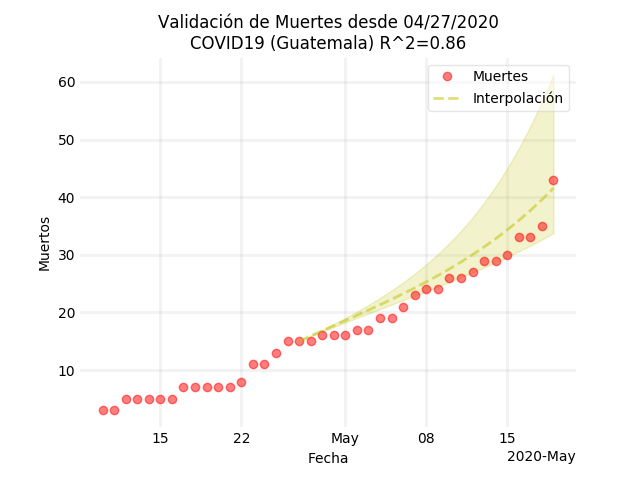 Validación de Muertes desde 04/27/2020
COVID19 (Guatemala) R^2=0.86
Muertes
Interpolación
60
50
40
30
20
10
Muertos
15
22
May
08
15
Fecha
2020-May